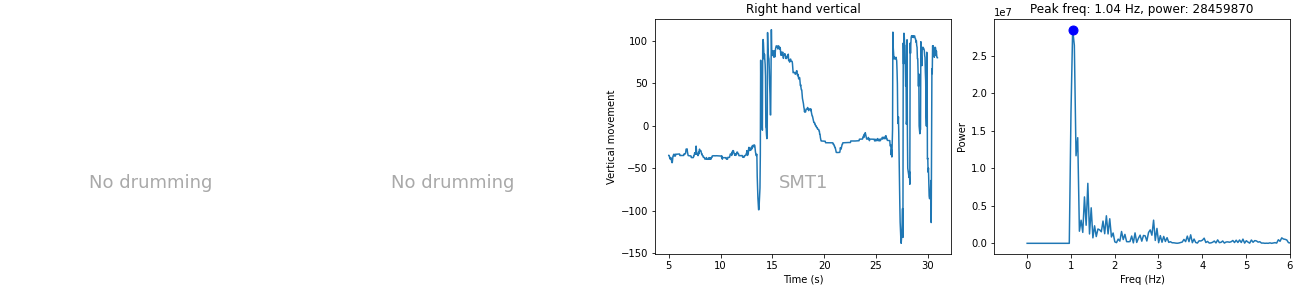 No drumming
No drumming
Right hand vertical
Vertical movement
100
50
0
−50
−100
−150
SMT1
5
10
15
20
25
30
Time (s)
Peak freq: 1.04 Hz, power: 28459870
1e7
Power
2.5
2.0
1.5
1.0
0.5
0.0
0
1
2
3
4
5
6
Freq (Hz)